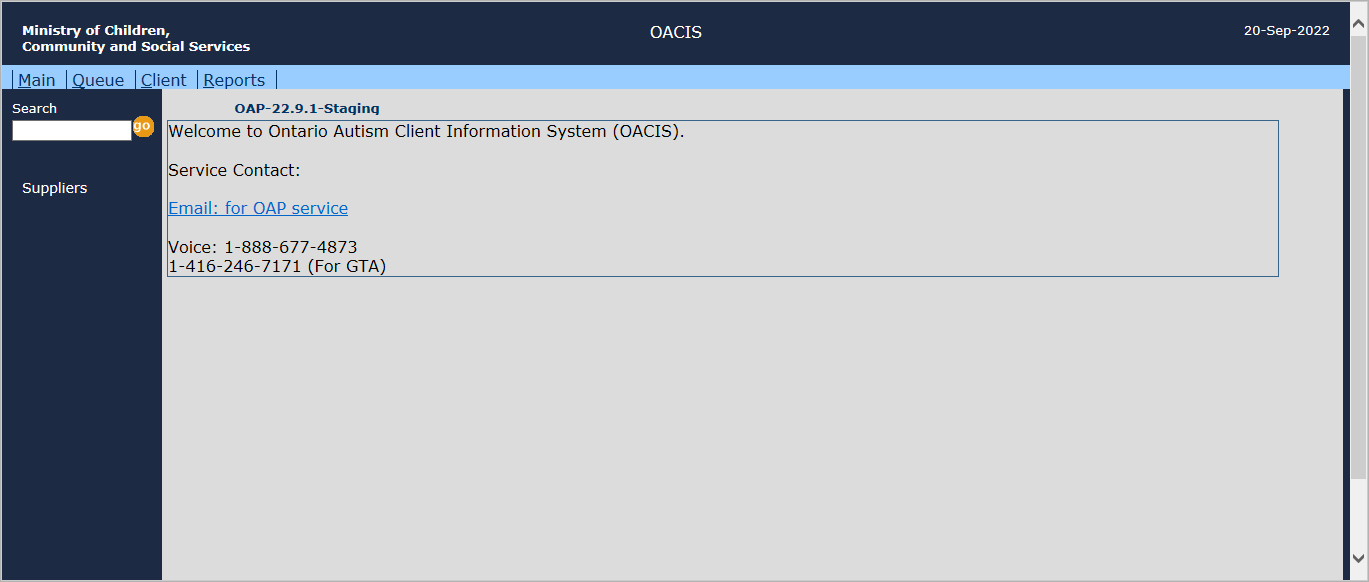 Ministry of Children,
Community and Social Services
OACIS
20-Sep-2022
Main
Queue
Client
Reports
Search
go
Suppliers
OAP-22.9.1-Staging
Welcome to Ontario Autism Client Information System (OACIS).
Service Contact:
Email: for OAP service
Voice: 1-888-677-4873
1-416-246-7171 (For GTA)